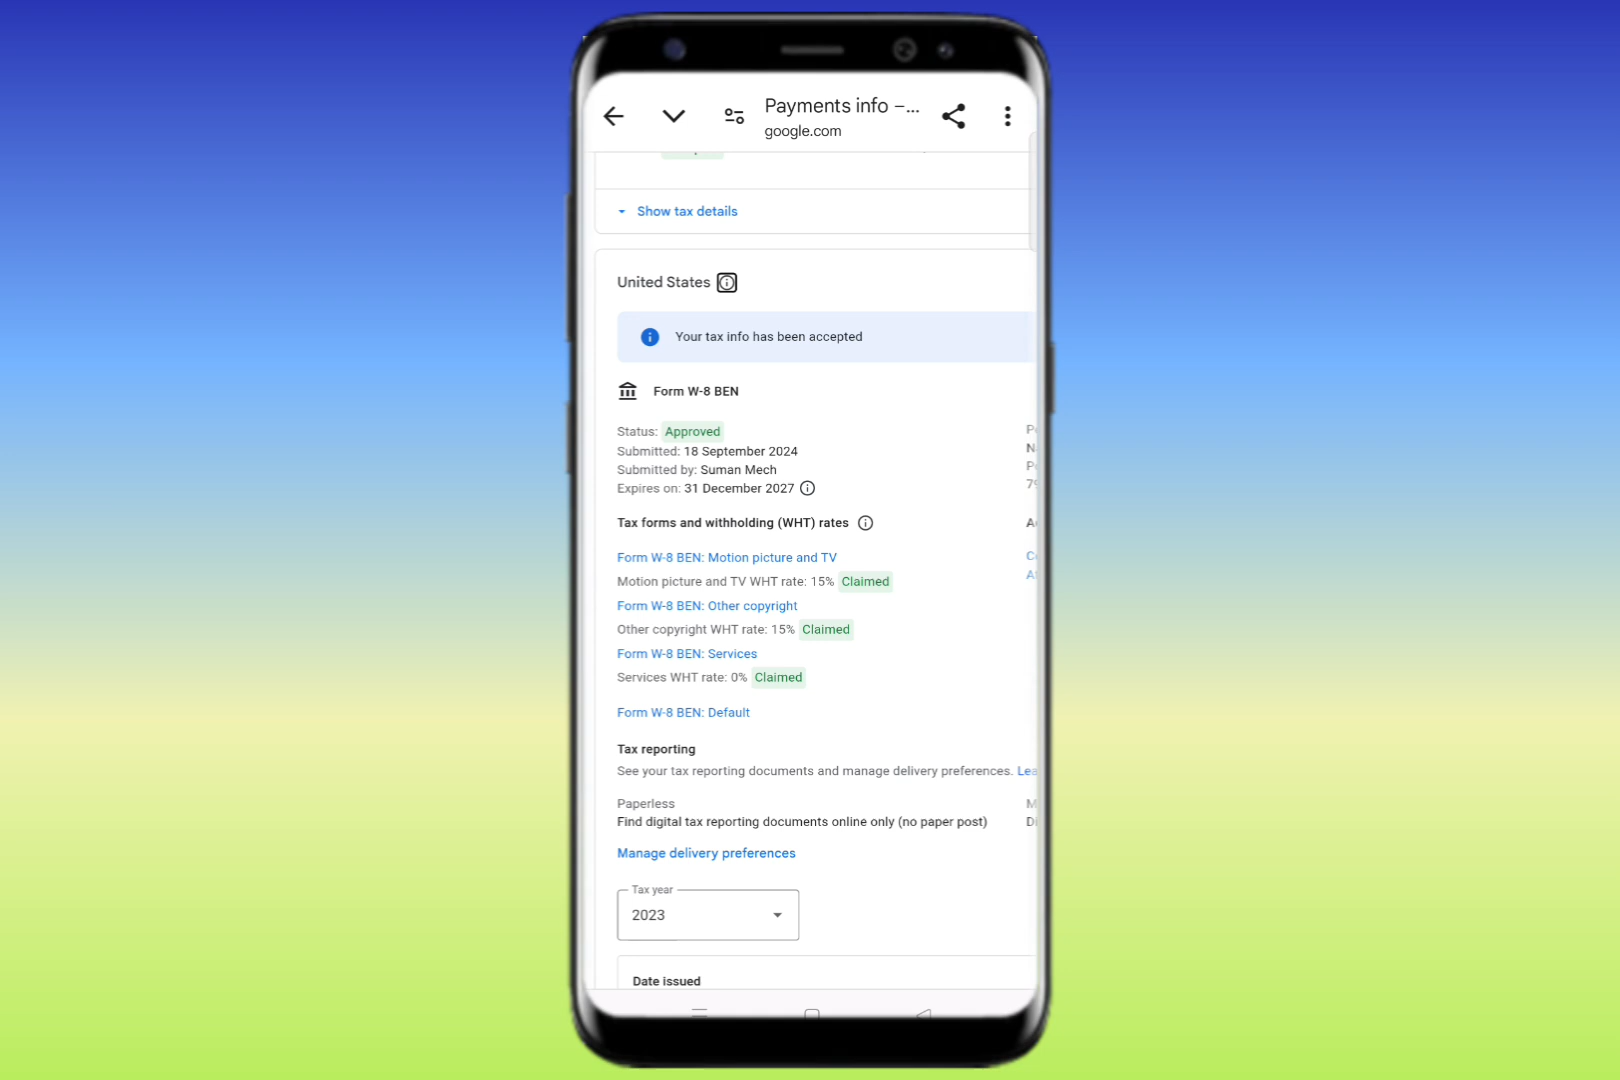 Payments info –...
google.com
Show tax details
United States
Your tax info has been accepted
Form W-8 BEN
Status: Approved
Submitted: 18 September 2024
Submitted by: Suman Mech
Expires on: 31 December 2027
Tax forms and withholding (WHT) rates
Form W-8 BEN: Motion picture and TV
Motion picture and TV WHT rate: 15% Claimed
Form W-8 BEN: Other copyright
Other copyright WHT rate: 15% Claimed
Form W-8 BEN: Services
Services WHT rate: 0% Claimed
Form W-8 BEN: Default
Tax reporting
See your tax reporting documents and manage delivery preferences.
Paperless
Find digital tax reporting documents online only (no paper post)
Manage delivery preferences
Tax year
2023
Date issued